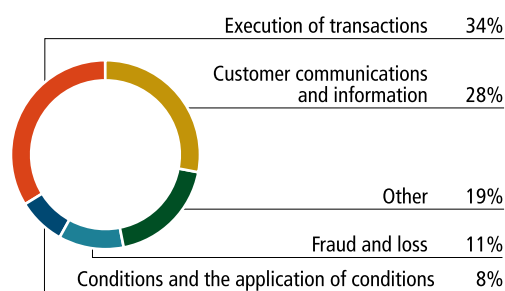 Execution of transactions 34%
Customer communications
and information 28%
Other 19%
Fraud and loss 11%
Conditions and the application of conditions 8%